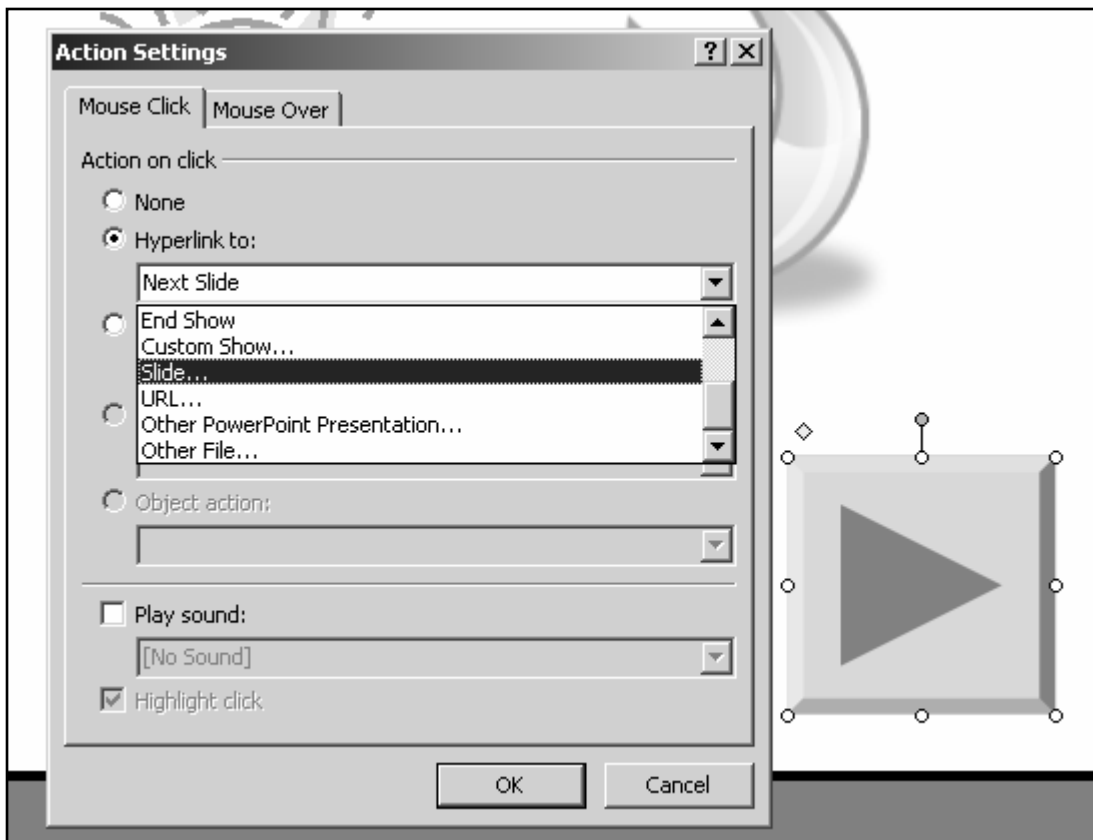 Action Settings
Mouse Click Mouse Over
Action on click
None
Hyperlink to:
Next Slide
End Show
Custom Show...
Slide...
URL...
Other PowerPoint Presentation...
Other File...
Object action:
Play sound:
[No Sound]
Highlight click
OK Cancel